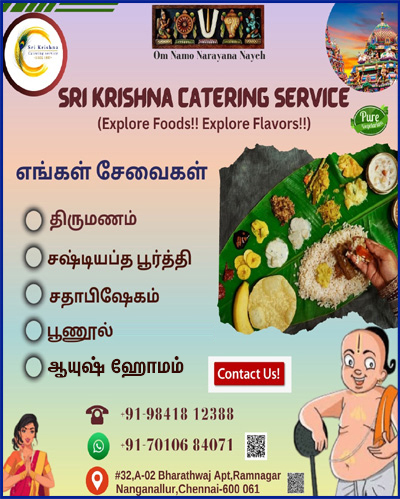 Sri Krishna
Catering service
Om Namo Narayana Nayeh
SRI KRISHNA CATERING SERVICE
(Explore Foods!! Explore Flavors!!)
Pure
Vegetarian
எங்கள் சேவைகள்
திருமணம்
சஷ்டியப்த பூர்த்தி
சதாபிஷேகம்
பூணூல்
ஆயுஷ் ஹோமம்
Contact Us!
+91-98418 12388
+91-70106 84071
#32,A-02 Bharathwaj Apt,Ramnagar
Nanganallur,Chennai-600 061